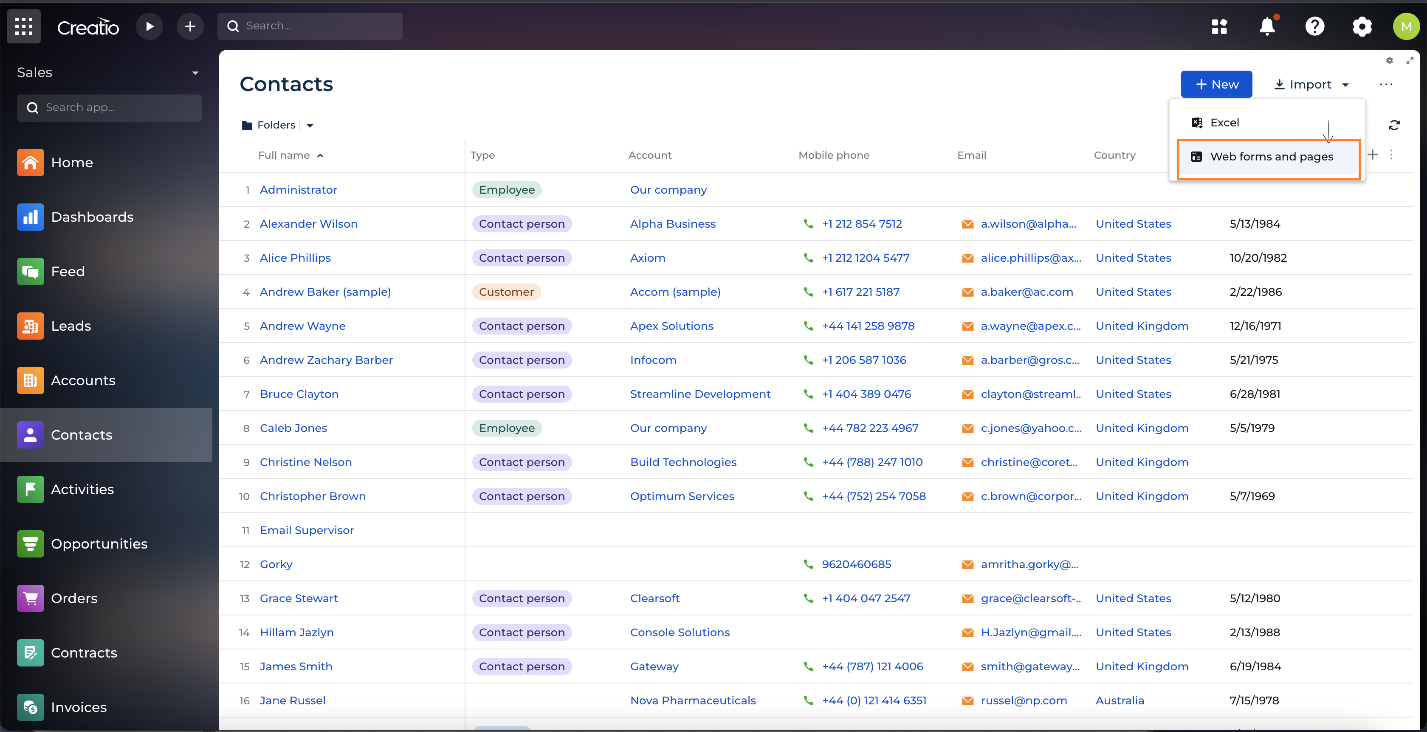 Creatio
Search...
M
Sales
Search app...
Home
Dashboards
Feed
Leads
Accounts
Contacts
Activities
Opportunities
Orders
Contracts
Invoices
Contacts
New
Import
Excel
Web forms and pages
Folders
Full name Type Account Mobile phone Email Country
1 Administrator Employee Our company
2 Alexander Wilson Contact person Alpha Business +1 212 854 7512 a.wilson@alpha... United States 5/13/1984
3 Alice Phillips Contact person Axiom +1 212 1204 5477 alice.phillips@ax... United States 10/20/1982
4 Andrew Baker (sample) Customer Accom (sample) +1 617 221 5187 a.baker@ac.com United States 2/22/1986
5 Andrew Wayne Contact person Apex Solutions +44 141 258 9878 a.wayne@apex.c... United Kingdom 12/16/1971
6 Andrew Zachary Barber Contact person Infocom +1 206 587 1036 a.barber@gros.c... United States 5/21/1975
7 Bruce Clayton Contact person Streamline Development +1 404 389 0476 clayton@streaml.. United States 6/28/1981
8 Caleb Jones Employee Our company +44 782 223 4967 c.jones@yahoo.c... United Kingdom 5/5/1979
9 Christine Nelson Contact person Build Technologies +44 (788) 247 1010 christine@coret... United Kingdom
10 Christopher Brown Contact person Optimum Services +44 (752) 254 7058 c.brown@corpor... United Kingdom 5/7/1969
11 Email Supervisor
12 Gorky 9620460685 amritha.gorky@...
13 Grace Stewart Contact person Clearsoft +1 404 047 2547 grace@clearsoft-.. United States 5/12/1980
14 Hillam Jazlyn Contact person Console Solutions H.Jazlyn@gmail.... United States 2/13/1988
15 James Smith Contact person Gateway +44 (787) 121 4006 smith@gateway... United Kingdom 6/19/1984
16 Jane Russel Nova Pharmaceuticals +44 (0) 121 414 6351 russel@np.com Australia 7/15/1978